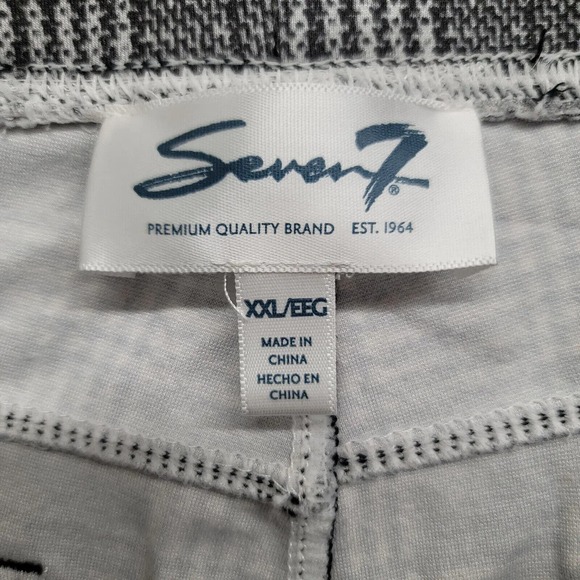 Seven7®
PREMIUM QUALITY BRAND EST. 1964
XXL/EEG
MADE IN
CHINA
HECHO EN
CHINA